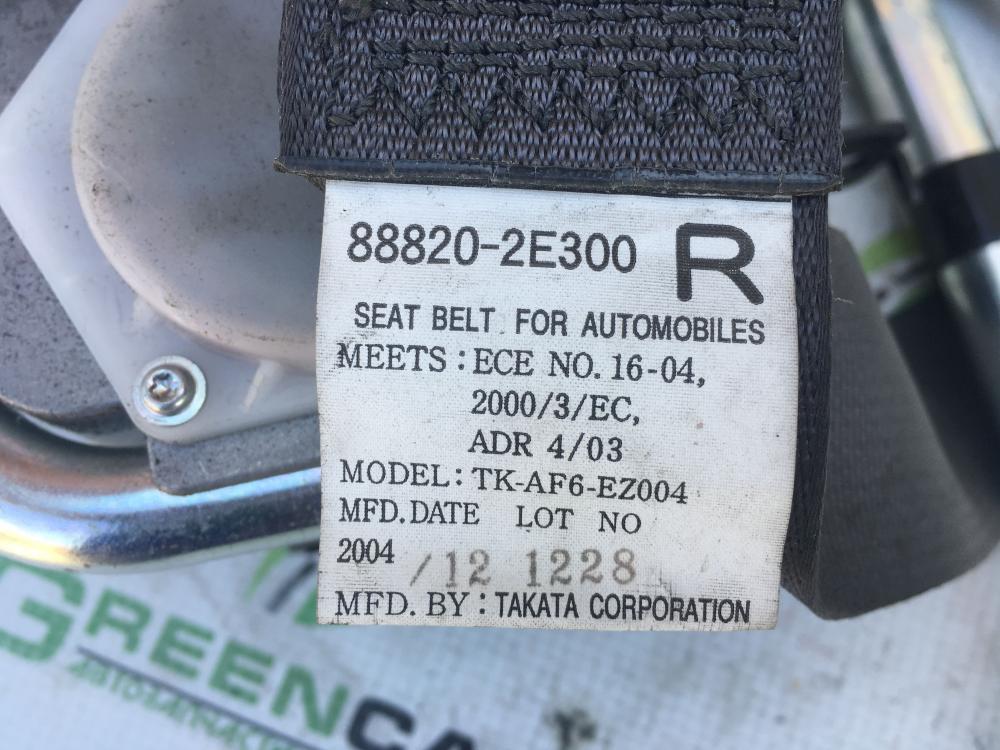 88820-2E300 R
SEAT BELT FOR AUTOMOBILES
MEETS : ECE NO. 16-04,
2000/3/EC,
ADR 4/03
MODEL: TK-AF6-EZ004
MFD. DATE LOT NO
2004 /12 1228
MFD. BY : TAKATA CORPORATION
GREENCA